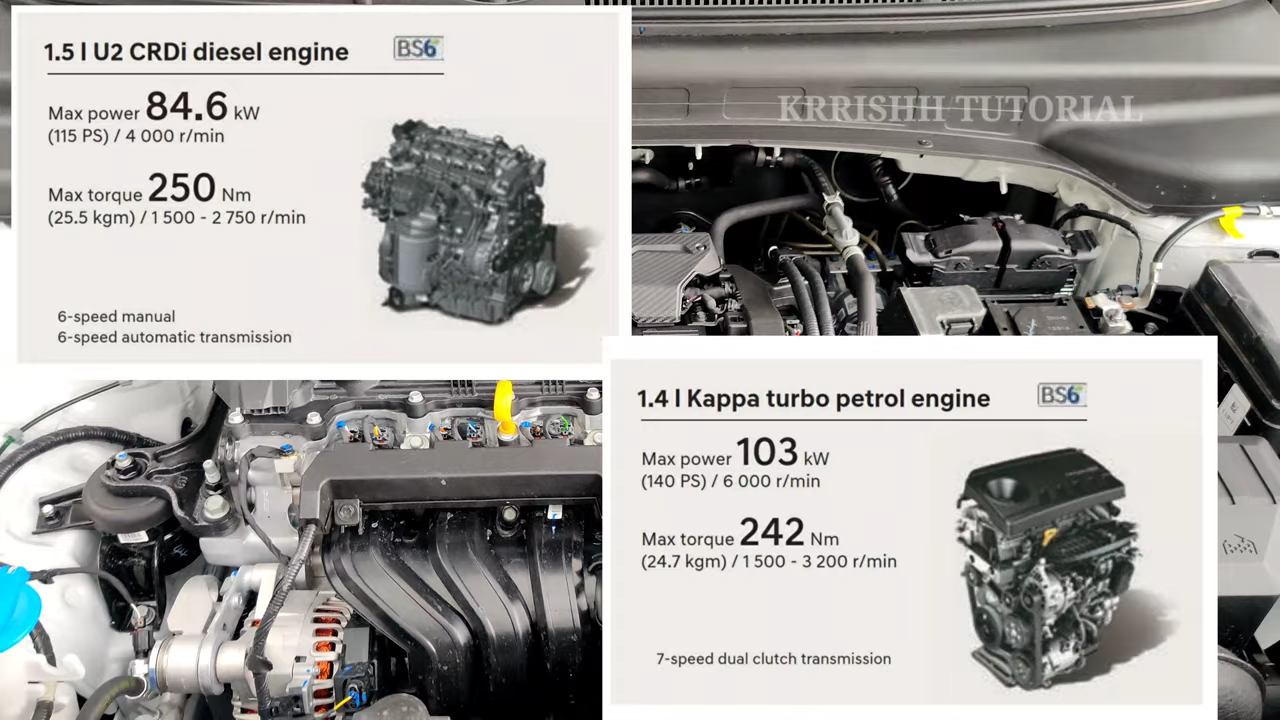 1.5 l U2 CRDi diesel engine
BS6
Max power 84.6 kW
(115 PS) / 4 000 r/min
Max torque 250 Nm
(25.5 kgm) / 1 500 - 2 750 r/min
6-speed manual
6-speed automatic transmission
KRRISHH TUTORIAL
1.4 l Kappa turbo petrol engine
BS6
Max power 103 kW
(140 PS) / 6 000 r/min
Max torque 242 Nm
(24.7 kgm) / 1 500 - 3 200 r/min
7-speed dual clutch transmission